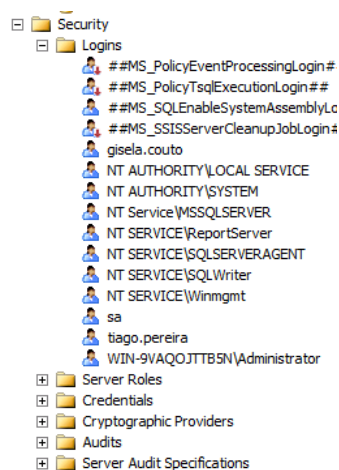 Security
Logins
##MS_PolicyEventProcessingLogin#
##MS_PolicyTsqlExecutionLogin##
##MS_SQLEnableSystemAssemblyLo
##MS_SSISServerCleanupJobLogin#
gisela.couto
NT AUTHORITY\LOCAL SERVICE
NT AUTHORITY\SYSTEM
NT Service\MSSQLSERVER
NT SERVICE\ReportServer
NT SERVICE\SQLSERVERAGENT
NT SERVICE\SQLWriter
NT SERVICE\Winmgmt
sa
tiago.pereira
WIN-9VAQOJTTB5N\Administrator
Server Roles
Credentials
Cryptographic Providers
Audits
Server Audit Specifications